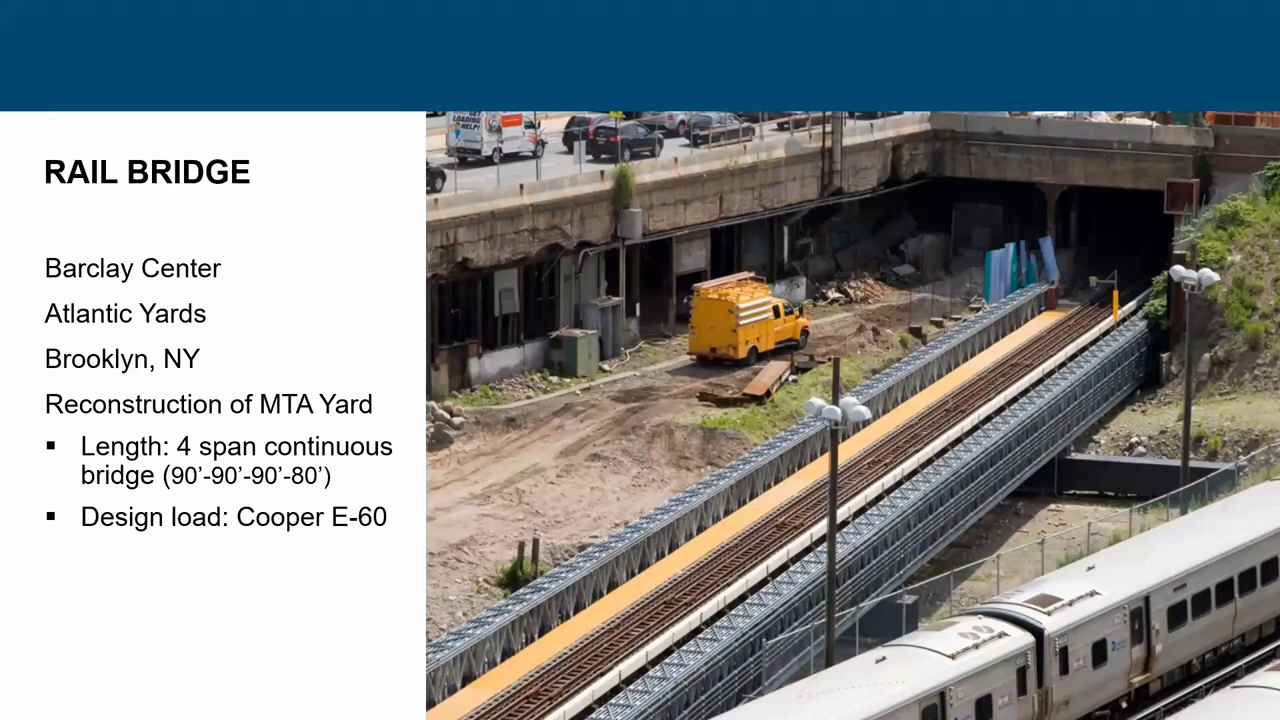 GET
LOADING
HELP!
RAIL BRIDGE
Barclay Center
Atlantic Yards
Brooklyn, NY
Reconstruction of MTA Yard
▪ Length: 4 span continuous
bridge (90’-90’-90’-80’)
▪ Design load: Cooper E-60